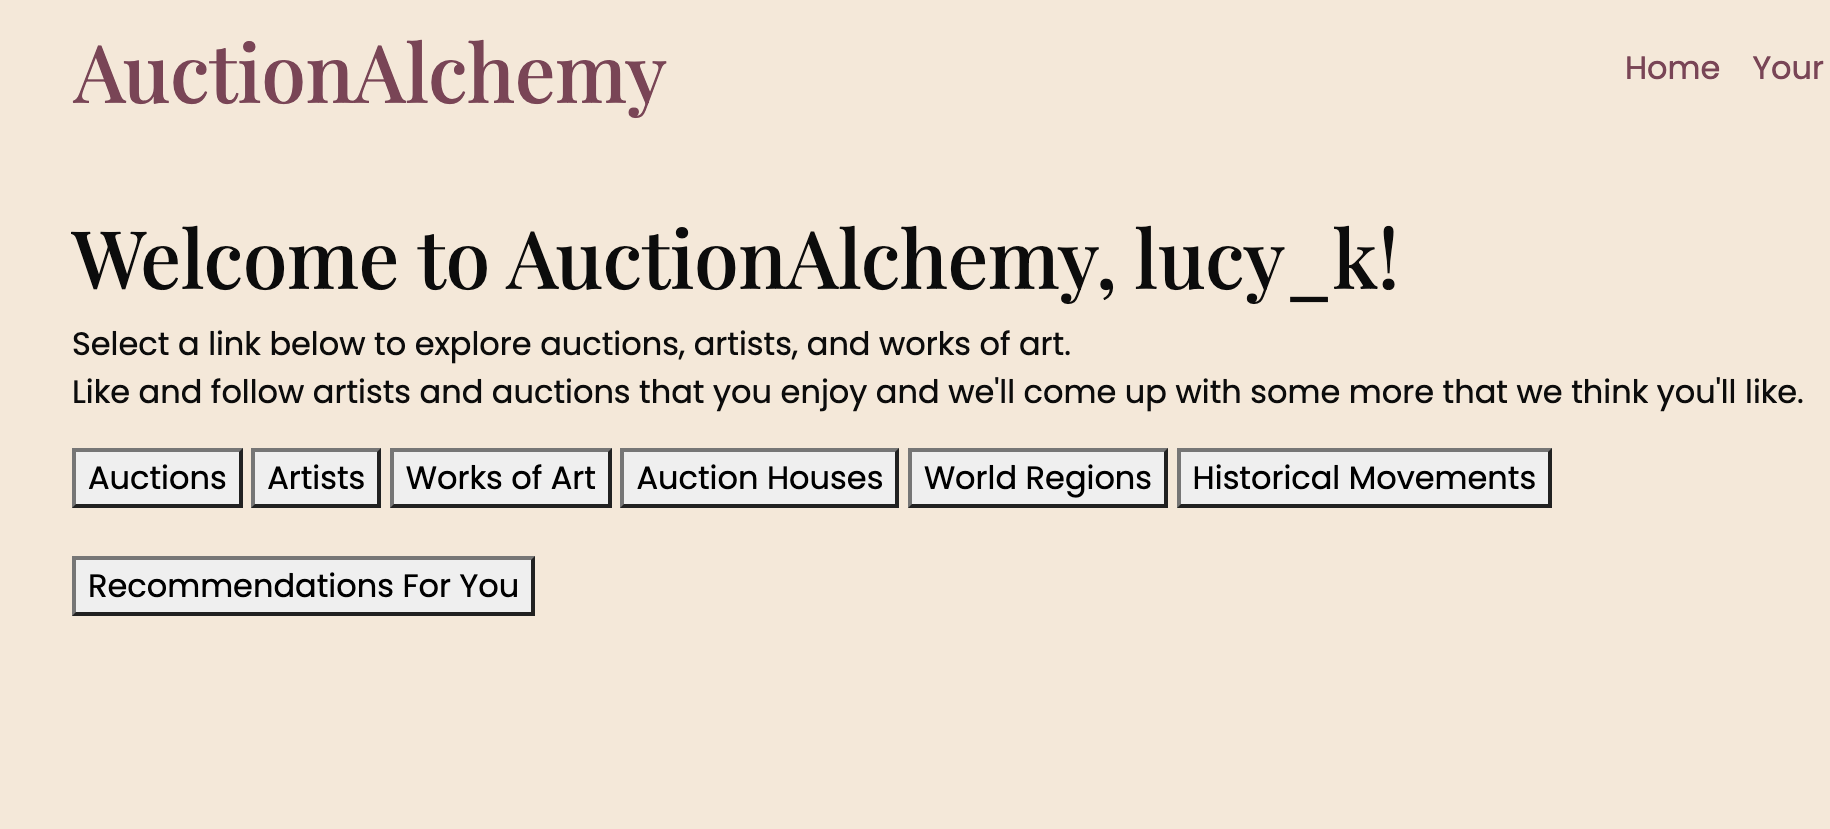 AuctionAlchemy
Home Your
Welcome to AuctionAlchemy, lucy_k!
Select a link below to explore auctions, artists, and works of art.
Like and follow artists and auctions that you enjoy and we'll come up with some more that we think you'll like.
Auctions Artists Works of Art Auction Houses World Regions Historical Movements
Recommendations For You